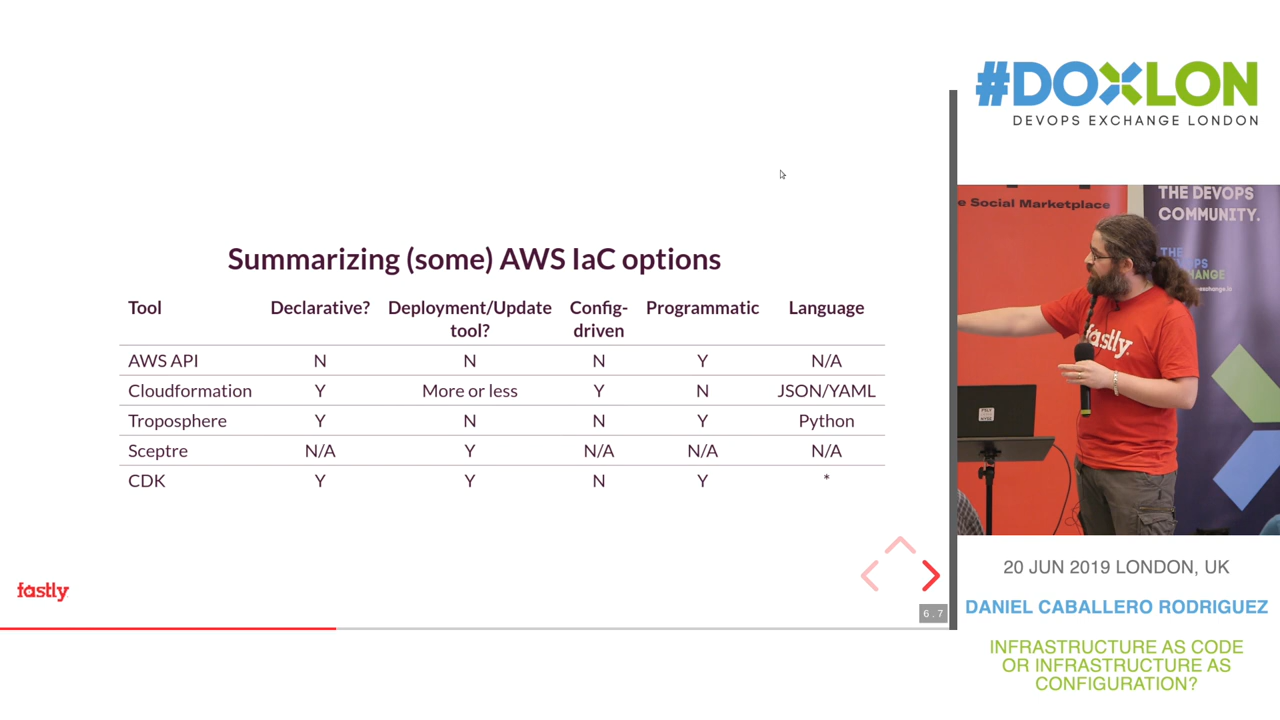 #DOXLON
DEVOPS EXCHANGE LONDON
Summarizing (some) AWS IaC options
Tool Declarative? Deployment/Update tool? Config-driven Programmatic Language
AWS API N N N Y N/A
Cloudformation Y More or less Y N JSON/YAML
Troposphere Y N N Y Python
Sceptre N/A Y N/A N/A N/A
CDK Y Y N Y *
fastly
6.7
e Social Marketplace
THE DEVOPS
COMMUNITY.
THE
fastly.
20 JUN 2019 LONDON, UK
DANIEL CABALLERO RODRIGUEZ
INFRASTRUCTURE AS CODE
OR INFRASTRUCTURE AS
CONFIGURATION?